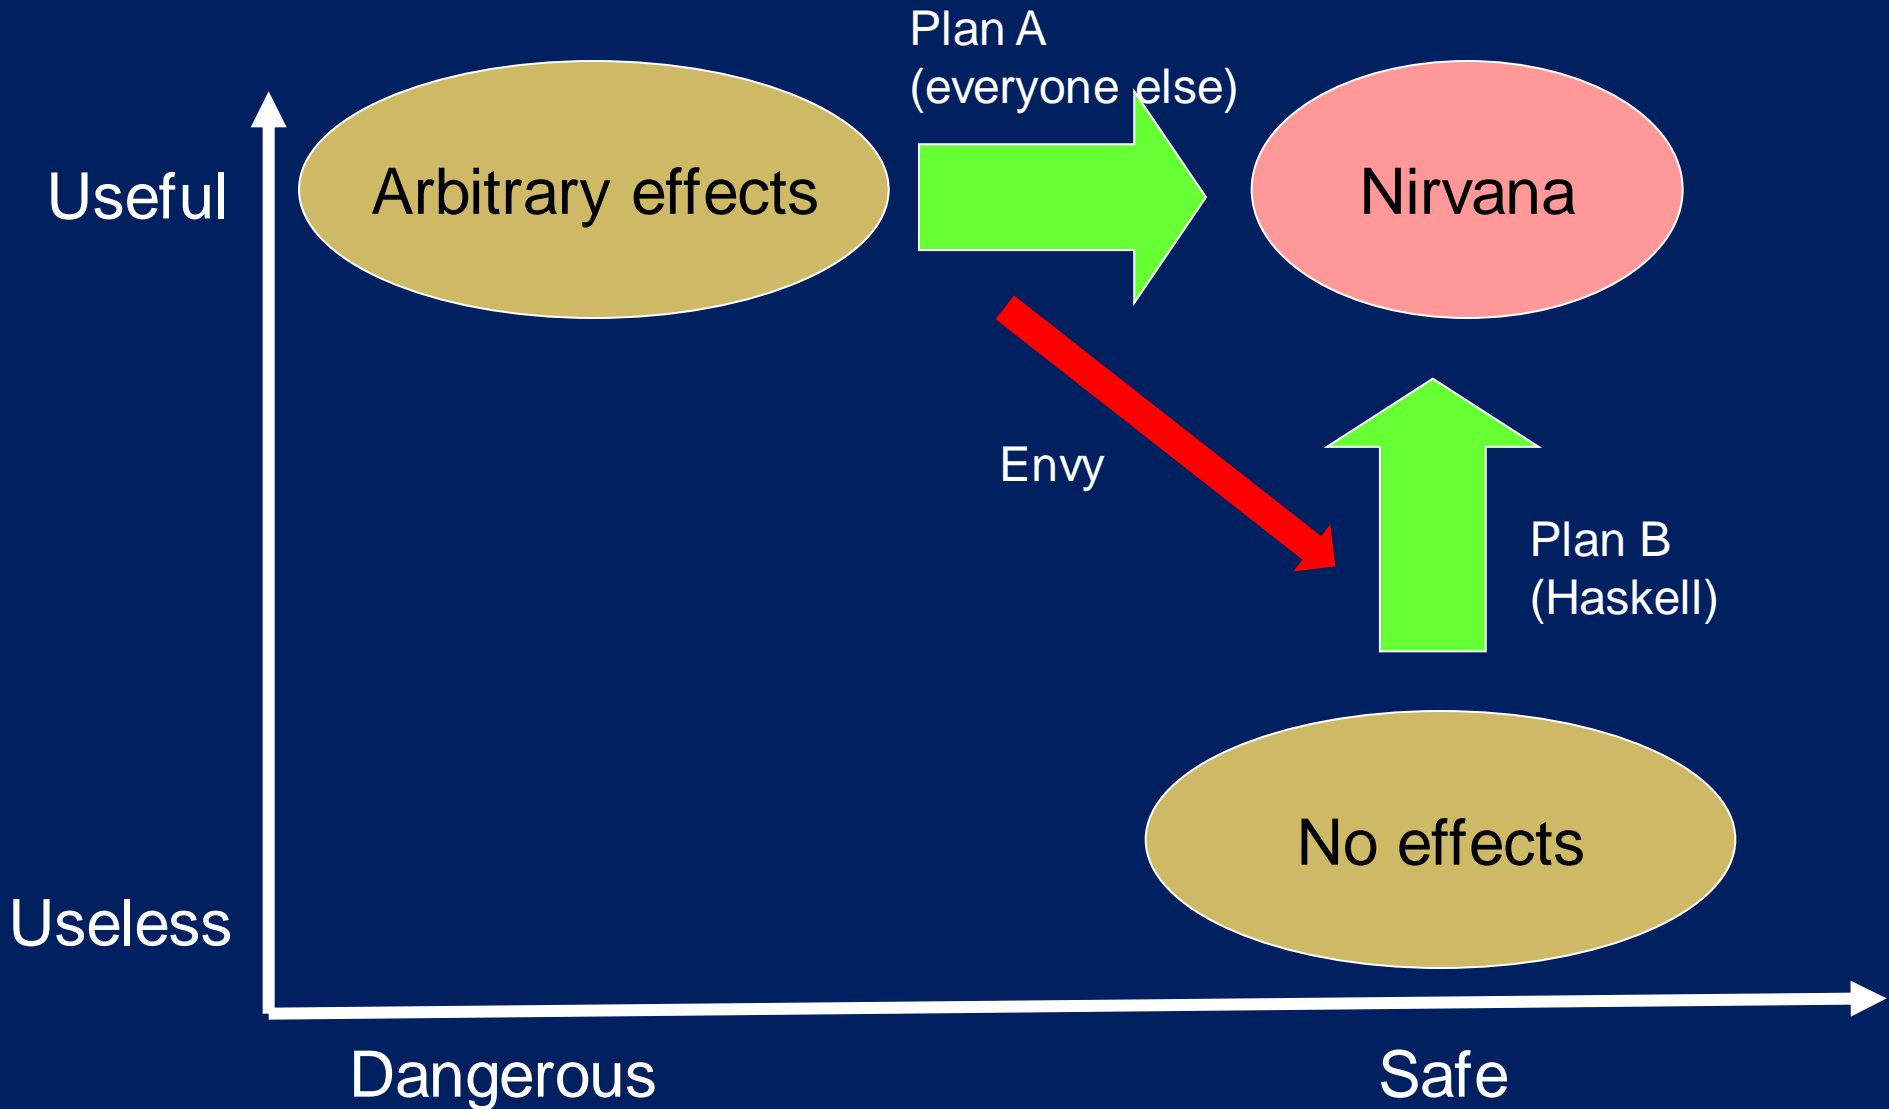 Plan A
(everyone else)
Useful
Arbitrary effects
Nirvana
Envy
Plan B
(Haskell)
No effects
Useless
Dangerous
Safe